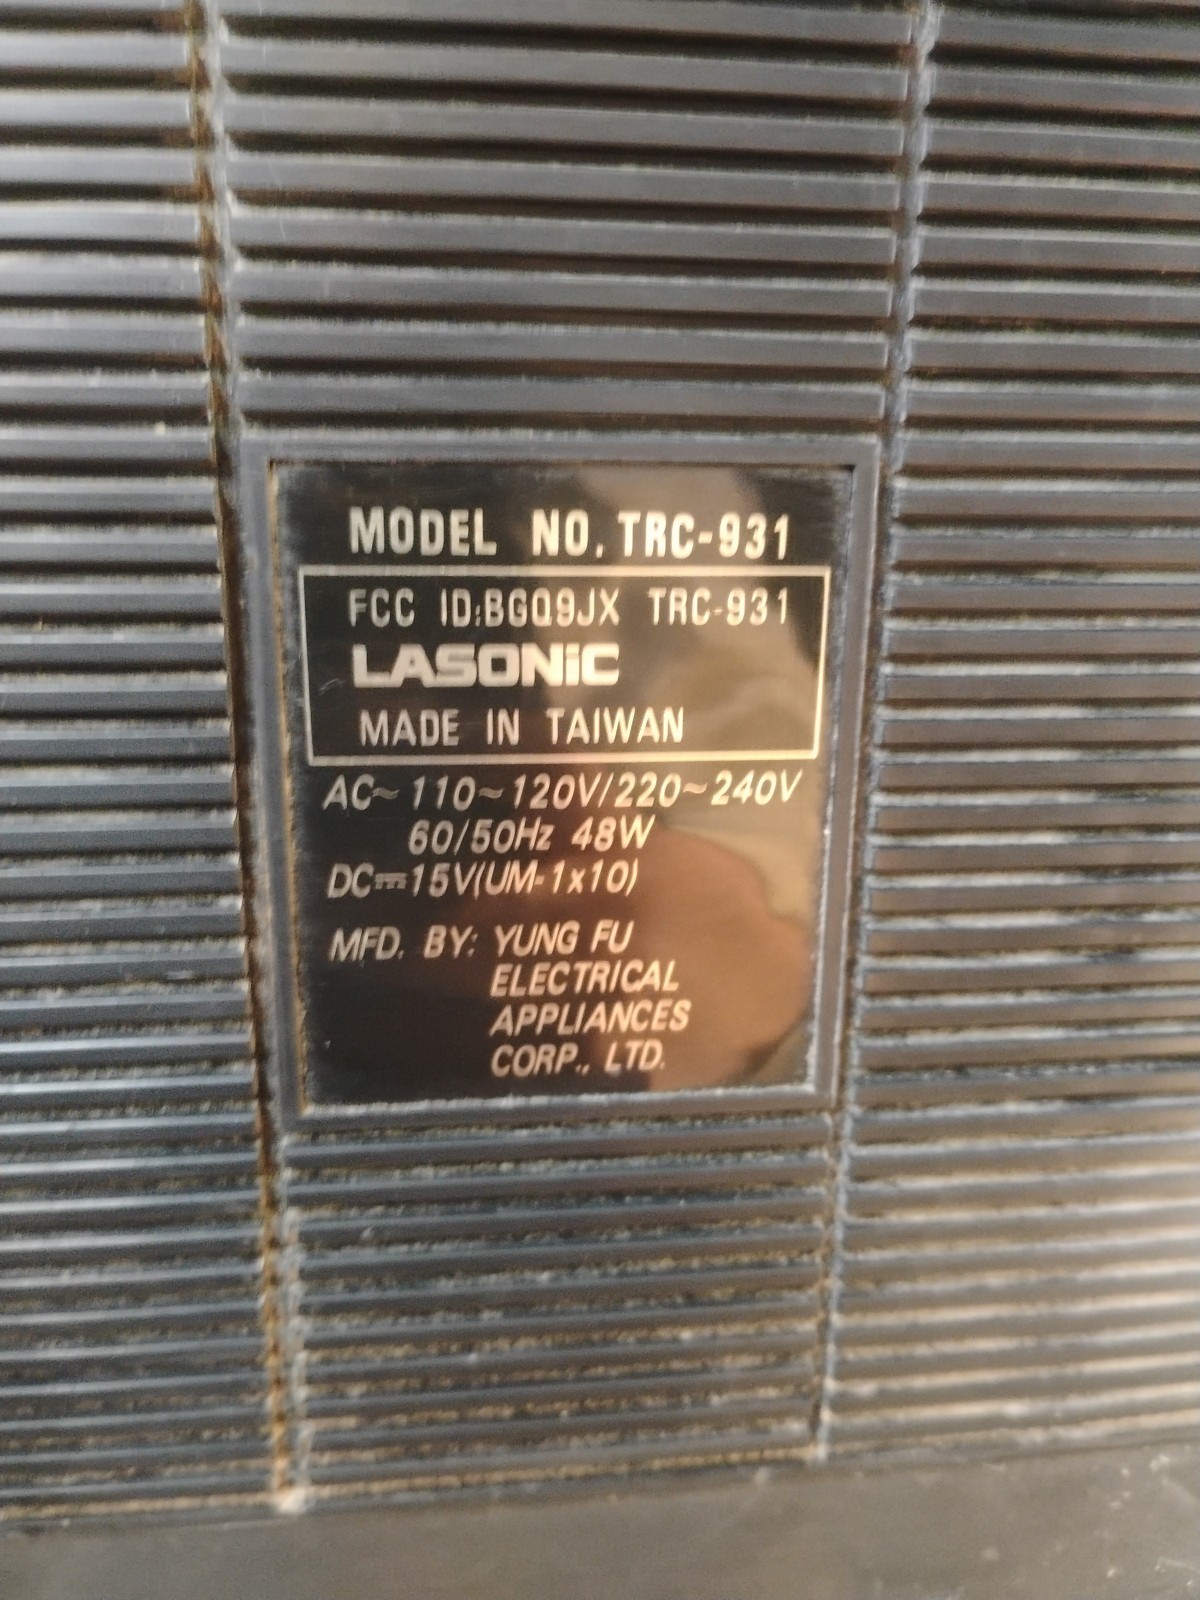 MODEL NO. TRC-931
FCC ID:BGQ9JX TRC-931
LASONiC
MADE IN TAIWAN
AC~110~120V/220~240V
60/50Hz 48W
DC⎓15V(UM-1x10)
MFD. BY: YUNG FU
ELECTRICAL
APPLIANCES
CORP., LTD.